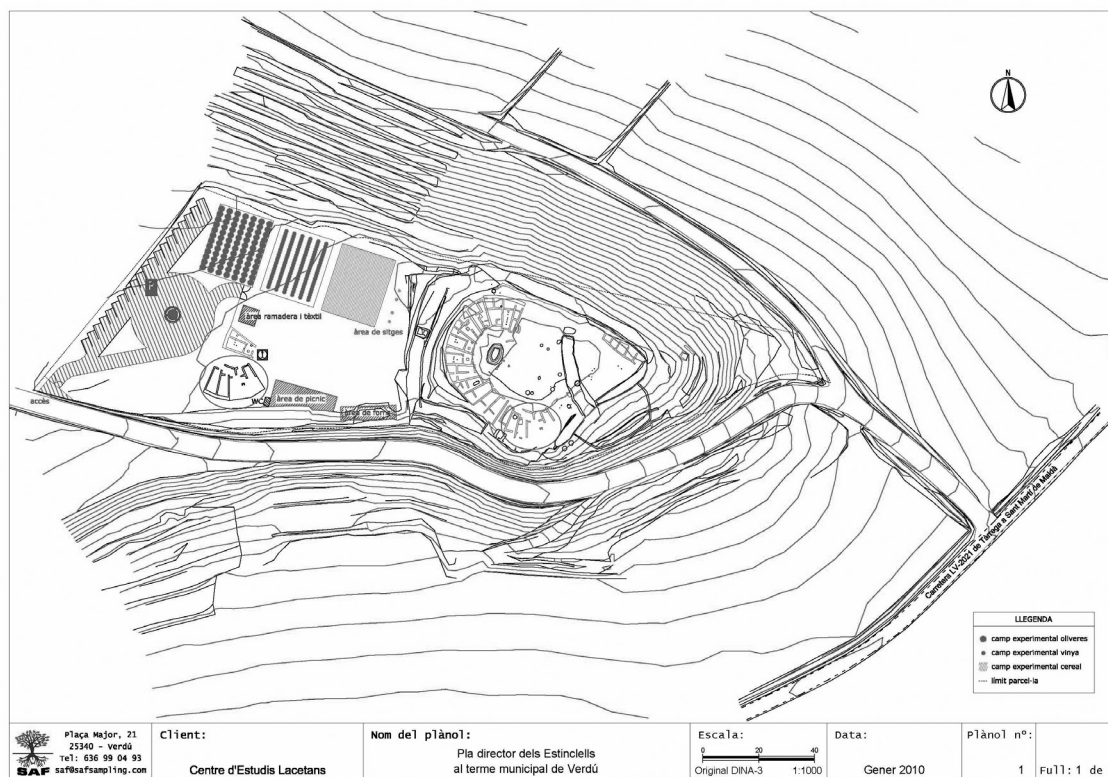 N
P
àrea ramadera i tèxtil
àrea de sitges
accès
WC
àrea de picnic
àrea de forns
Carretera LV-2021 de Tàrrega a Sant Martí de Maldà
LLEGENDA
camp experimental oliveres
camp experimental vinya
camp experimental cereal
límit parcel·la
SAF
Plaça Major, 21
25340 - Verdú
Tel: 636 99 04 93
saf@safsampling.com
Client:
Centre d'Estudis Lacetans
Nom del plànol:
Pla director dels Estinclells
al terme municipal de Verdú
Escala:
0 20 40
Original DINA-3 1:1000
Data:
Gener 2010
Plànol nº:
1
Full: 1 de